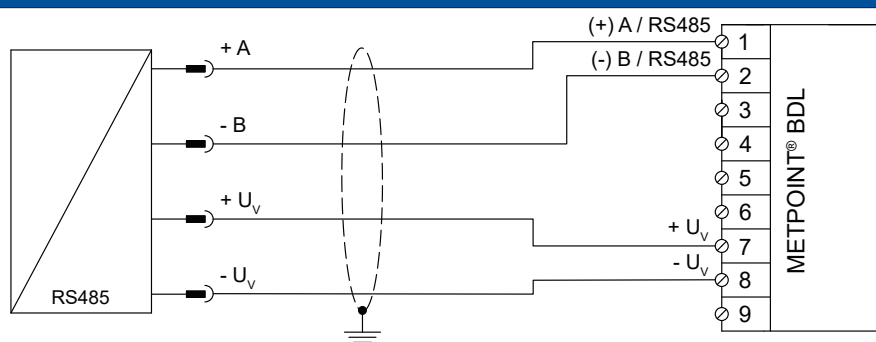 (+) A / RS485
+ A
1
(-) B / RS485
2
3
- B
4
5
+ U_V
6
+ U_V
7
- U_V
- U_V
8
RS485
9
METPOINT® BDL